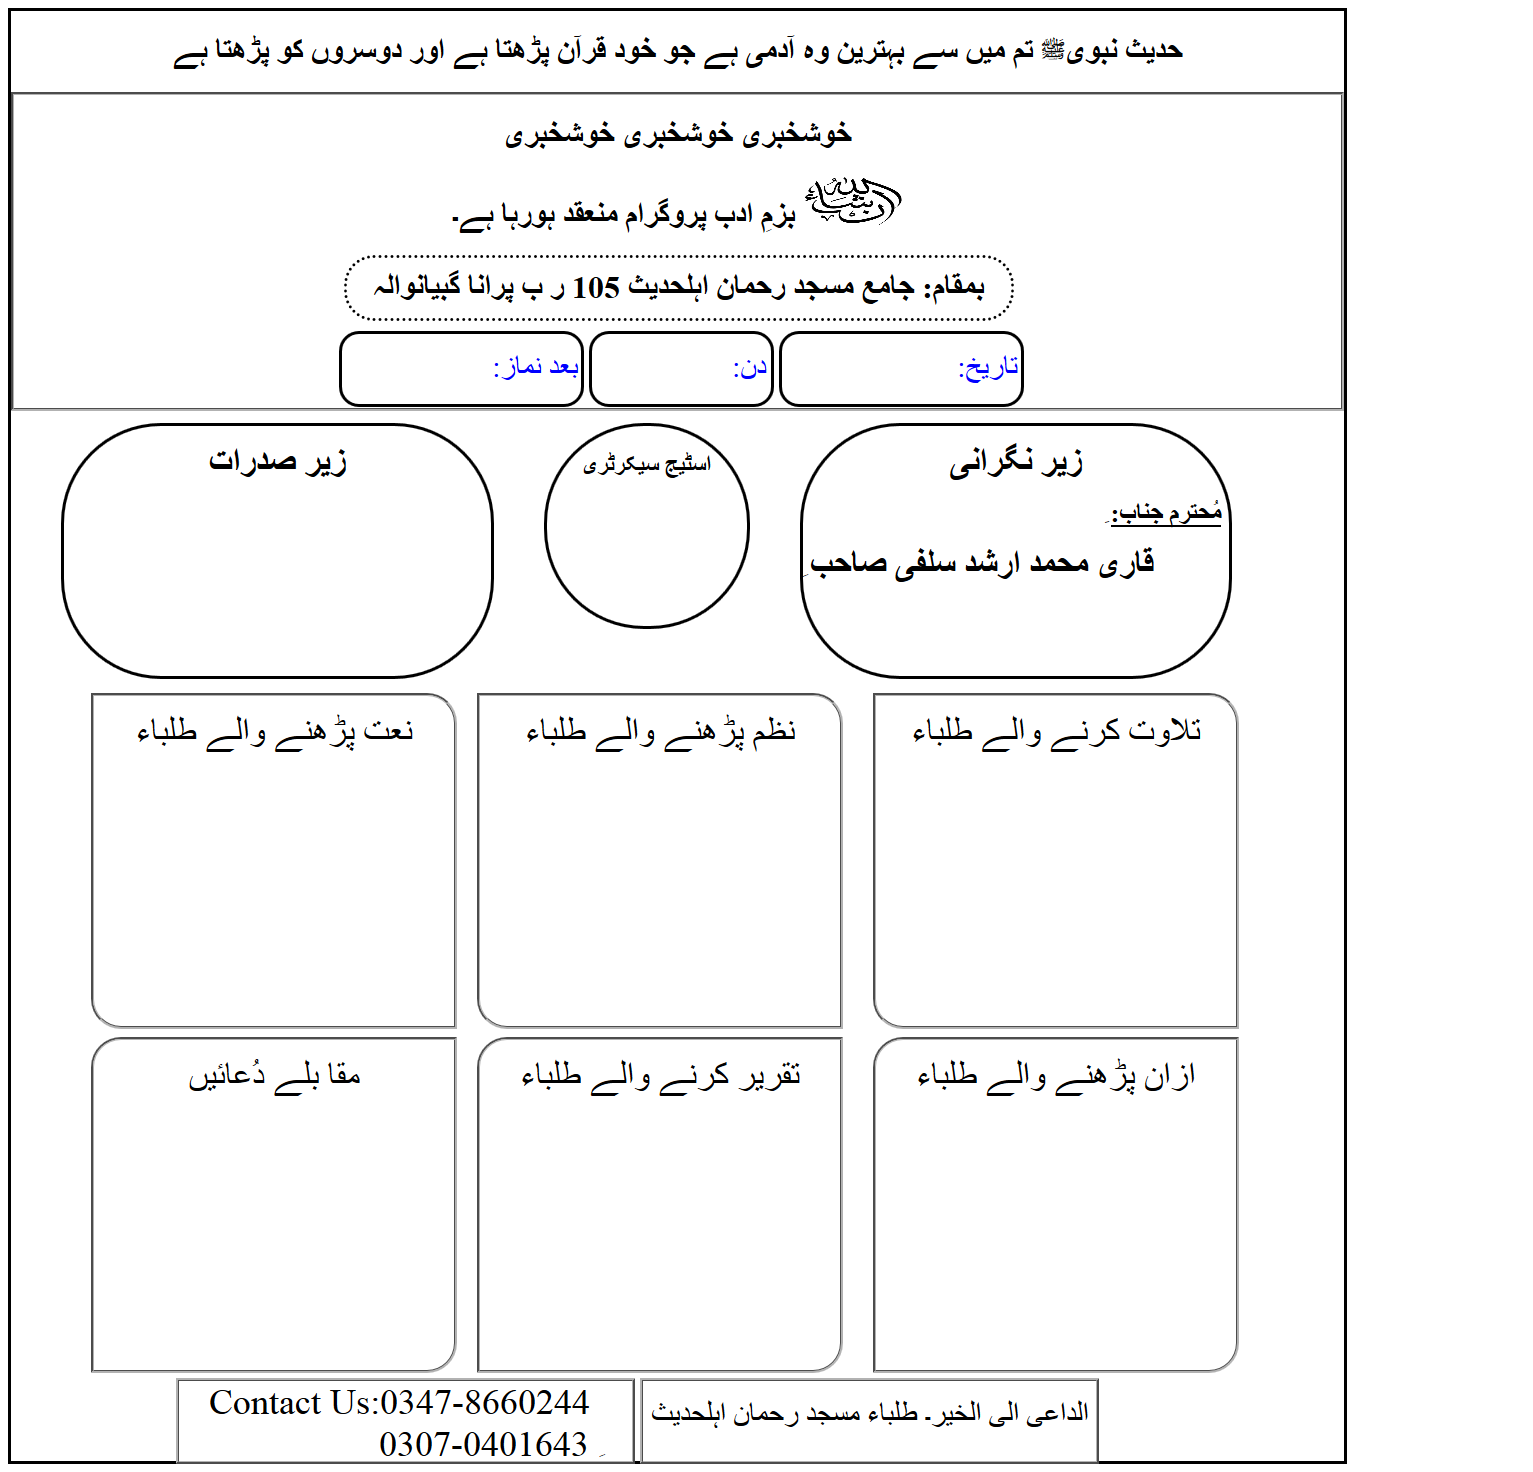 حدیث نبویﷺ تم میں سے بہترین وہ آدمی ہے جو خود قرآن پڑھتا ہے اور دوسروں کو پڑھتا ہے
خوشخبری خوشخبری خوشخبری
ان شاء اللہ بزمِ ادب پروگرام منعقد ہورہا ہے۔
بمقام: جامع مسجد رحمان اہلحدیث 105 ر ب پرانا گبیانوالہ
تاریخ: دن: بعد نماز:
زیر نگرانی
مُحترم جناب:
قاری محمد ارشد سلفی صاحب
اسٹیج سیکرٹری
زیر صدرات
تلاوت کرنے والے طلباء
نظم پڑھنے والے طلباء
نعت پڑھنے والے طلباء
ازان پڑھنے والے طلباء
تقریر کرنے والے طلباء
مقا بلے دُعائیں
الداعی الی الخیر۔ طلباء مسجد رحمان اہلحدیث
Contact Us:0347-8660244
0307-0401643